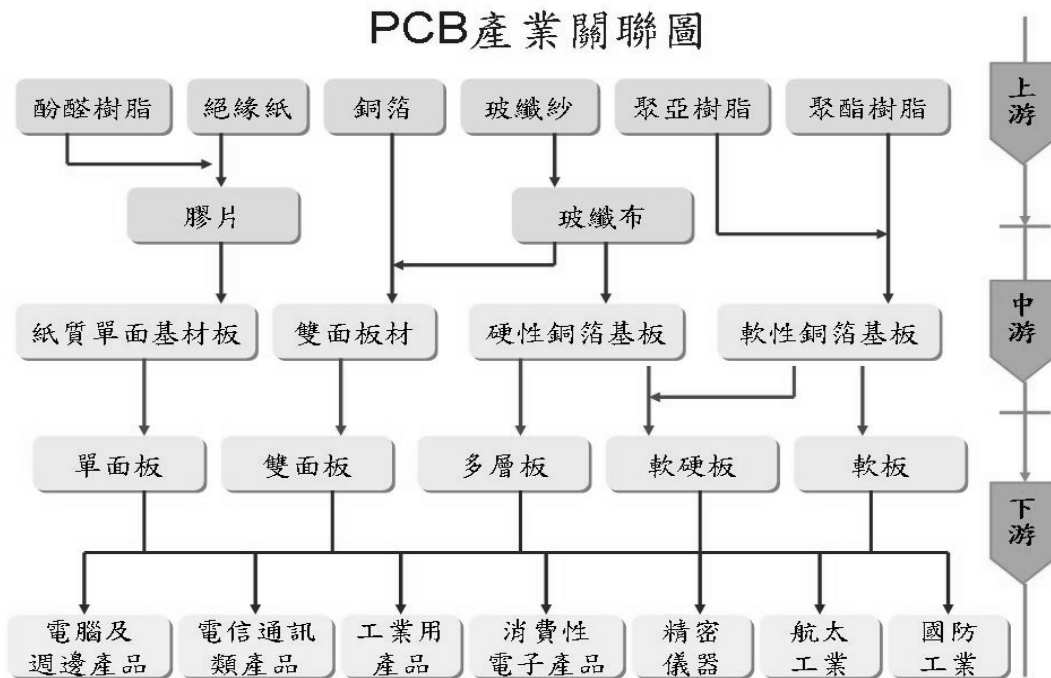 PCB產業關聯圖
酚醛樹脂
絕緣紙
銅箔
玻纖紗
聚亞樹脂
聚酯樹脂
上游
膠片
玻纖布
紙質單面基材板
雙面板材
硬性銅箔基板
軟性銅箔基板
中游
單面板
雙面板
多層板
軟硬板
軟板
下游
電腦及
週邊產品
電信通訊
類產品
工業用
產品
消費性
電子產品
精密
儀器
航太
工業
國防
工業